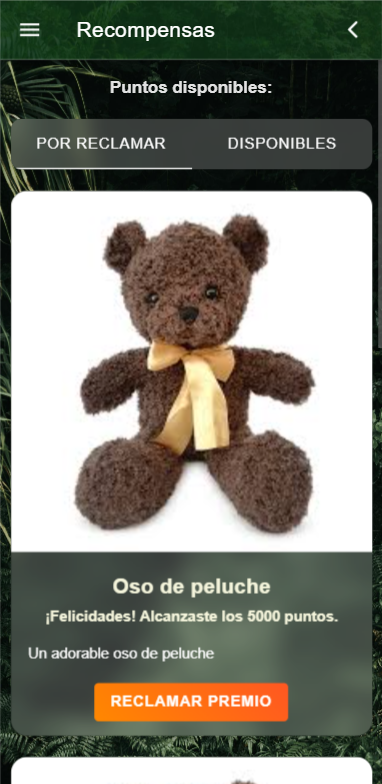 Recompensas
Puntos disponibles:
POR RECLAMAR DISPONIBLES
Oso de peluche
¡Felicidades! Alcanzaste los 5000 puntos.
Un adorable oso de peluche
RECLAMAR PREMIO